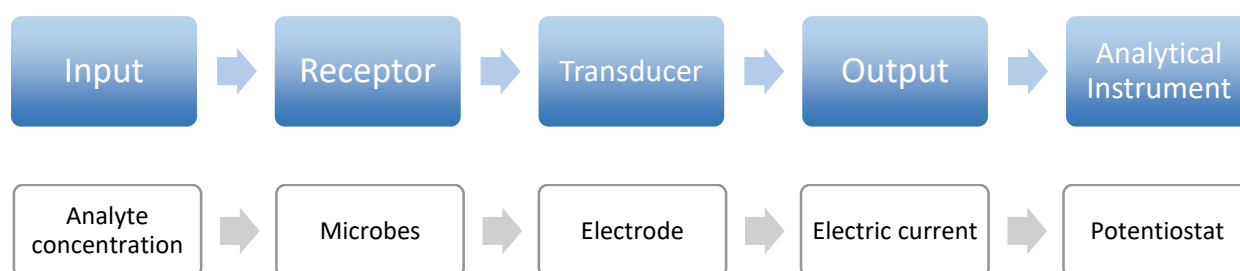 Input
Receptor
Transducer
Output
Analytical
Instrument
Analyte
concentration
Microbes
Electrode
Electric current
Potentiostat